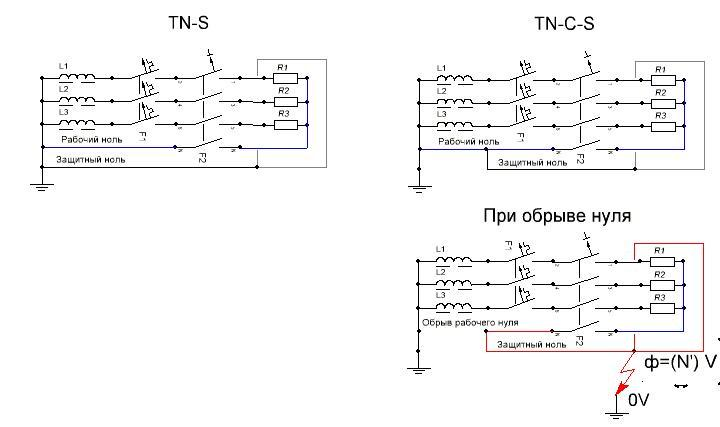 TN-S
L1
L2
L3
F1
F2
R1
R2
R3
Рабочий ноль
N
N
Защитный ноль
TN-C-S
L1
L2
L3
F1
F2
R1
R2
R3
Рабочий ноль
N
N
Защитный ноль
При обрыве нуля
L1
L2
L3
F1
F2
R1
R2
R3
Обрыв рабочего нуля
N
N
Защитный ноль
ф=(N') V
0V